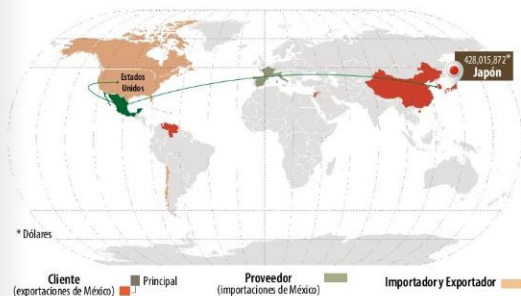 Estados
Unidos
428,015,872*
Japón
* Dólares
Cliente
(exportaciones de México)
Principal
Proveedor
(importaciones de México)
Importador y Exportador